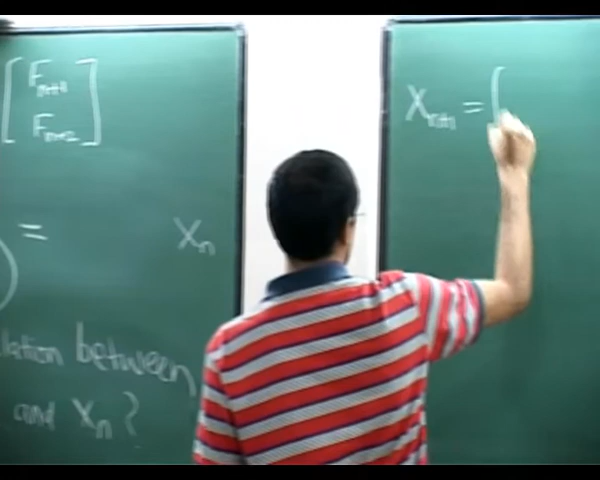 [ F_{n+1}
F_{n+2} ]
) = X_n
lation between
and X_n ?
X_{n+1} = [